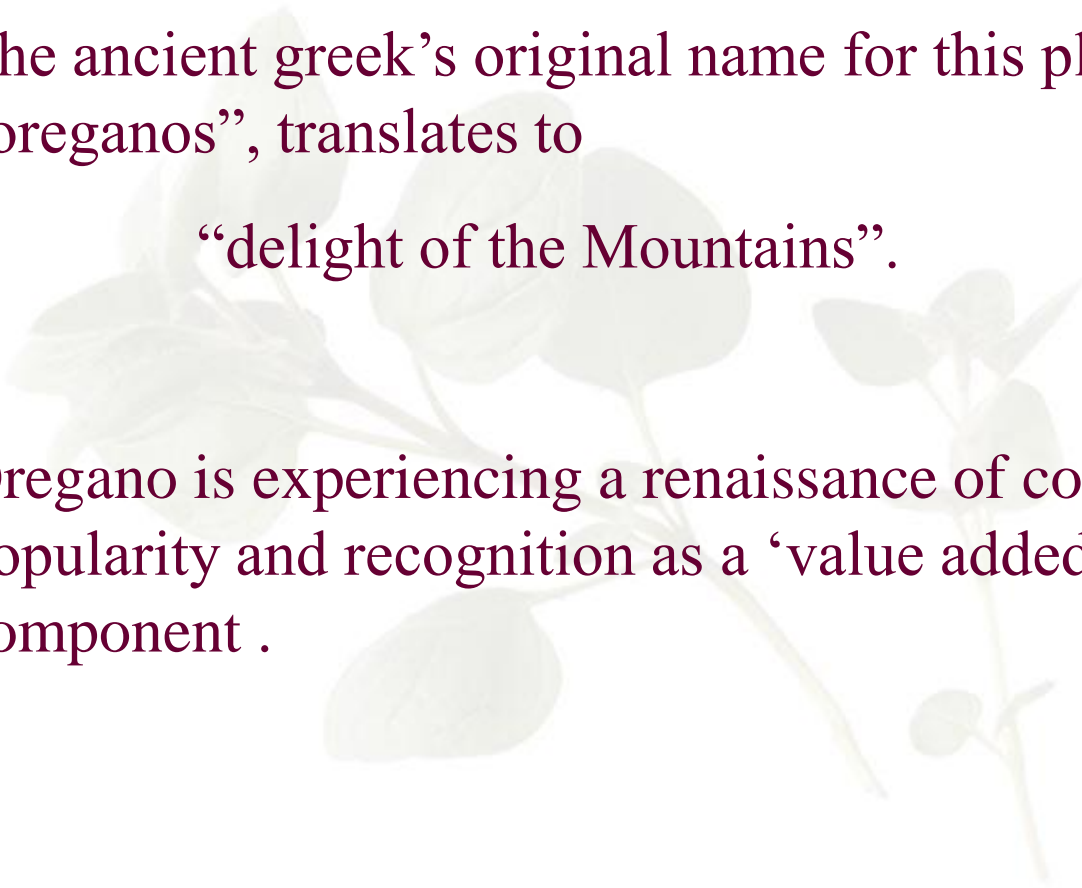 he ancient greek’s original name for this pl
oreganos”, translates to
“delight of the Mountains”.
Oregano is experiencing a renaissance of co
opularity and recognition as a ‘value added
omponent .